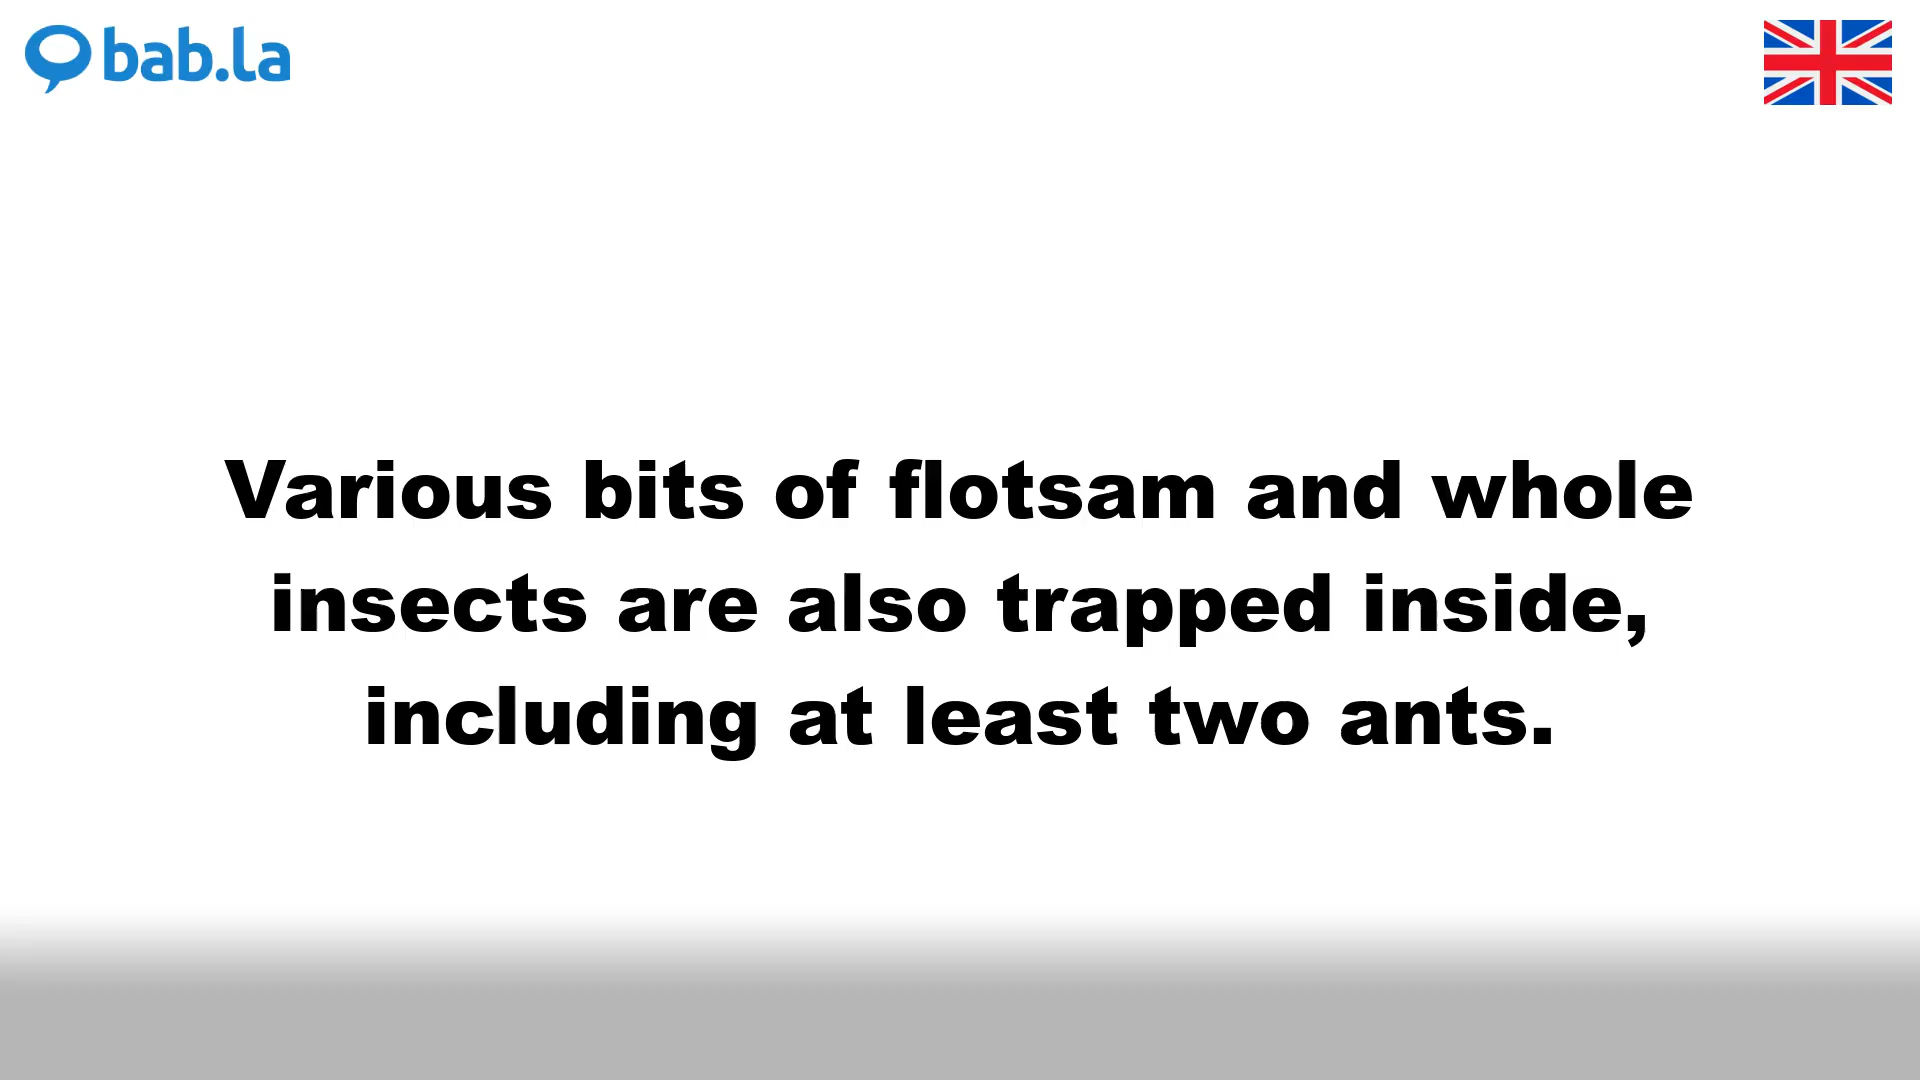 bab.la
Various bits of flotsam and whole
insects are also trapped inside,
including at least two ants.